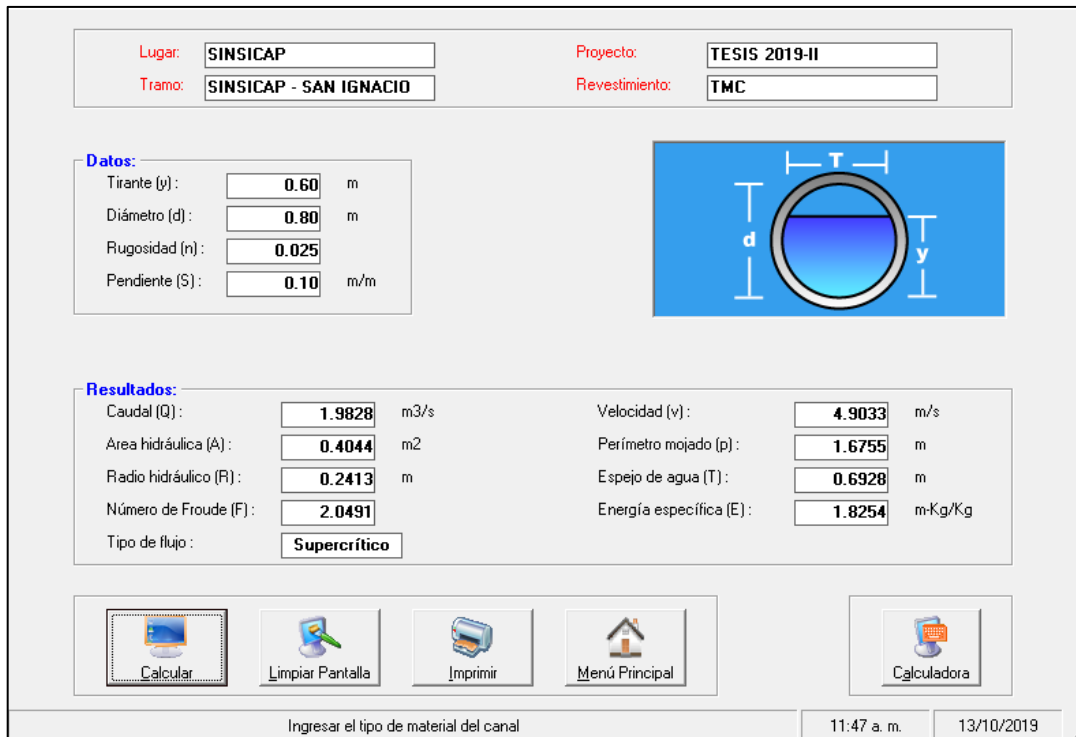 Lugar: SINSICAP Proyecto: TESIS 2019-II
Tramo: SINSICAP - SAN IGNACIO Revestimiento: TMC
Datos:
Tirante (y) : 0.60 m
Diámetro (d) : 0.80 m
Rugosidad (n) : 0.025
Pendiente (S) : 0.10 m/m
T
d
y
Resultados:
Caudal (Q) : 1.9828 m3/s Velocidad (v) : 4.9033 m/s
Area hidráulica (A) : 0.4044 m2 Perímetro mojado (p) : 1.6755 m
Radio hidráulico (R) : 0.2413 m Espejo de agua (T) : 0.6928 m
Número de Froude (F) : 2.0491 Energía específica (E) : 1.8254 m-Kg/Kg
Tipo de flujo : Supercrítico
Calcular Limpiar Pantalla Imprimir Menú Principal Calculadora
Ingresar el tipo de material del canal 11:47 a. m. 13/10/2019